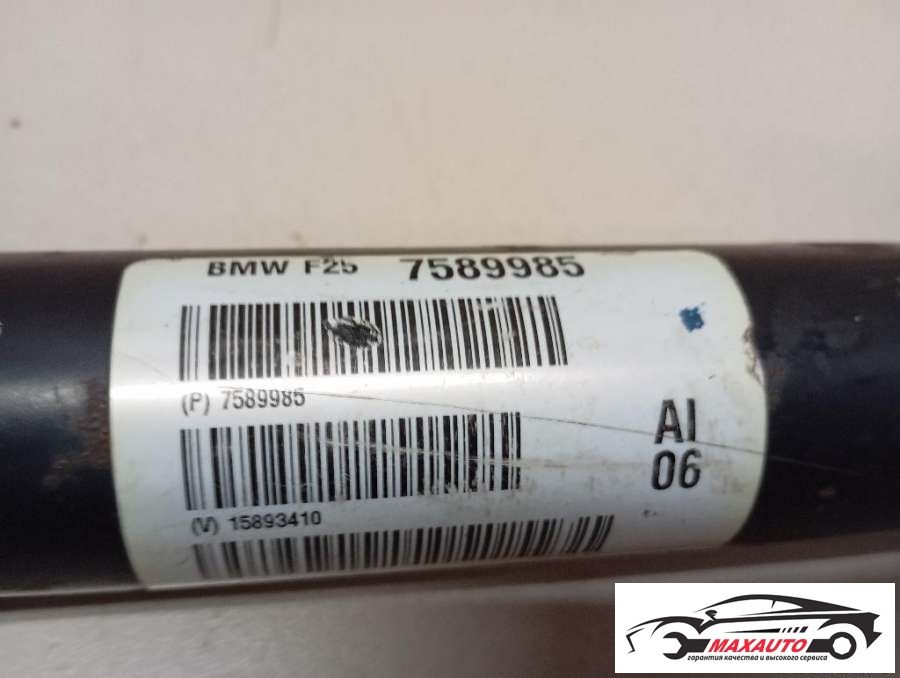 BMW F25 7589985
(P) 7589985
AI
06
(V) 15893410
MAXAUTO
гарантия качества и высокого сервиса